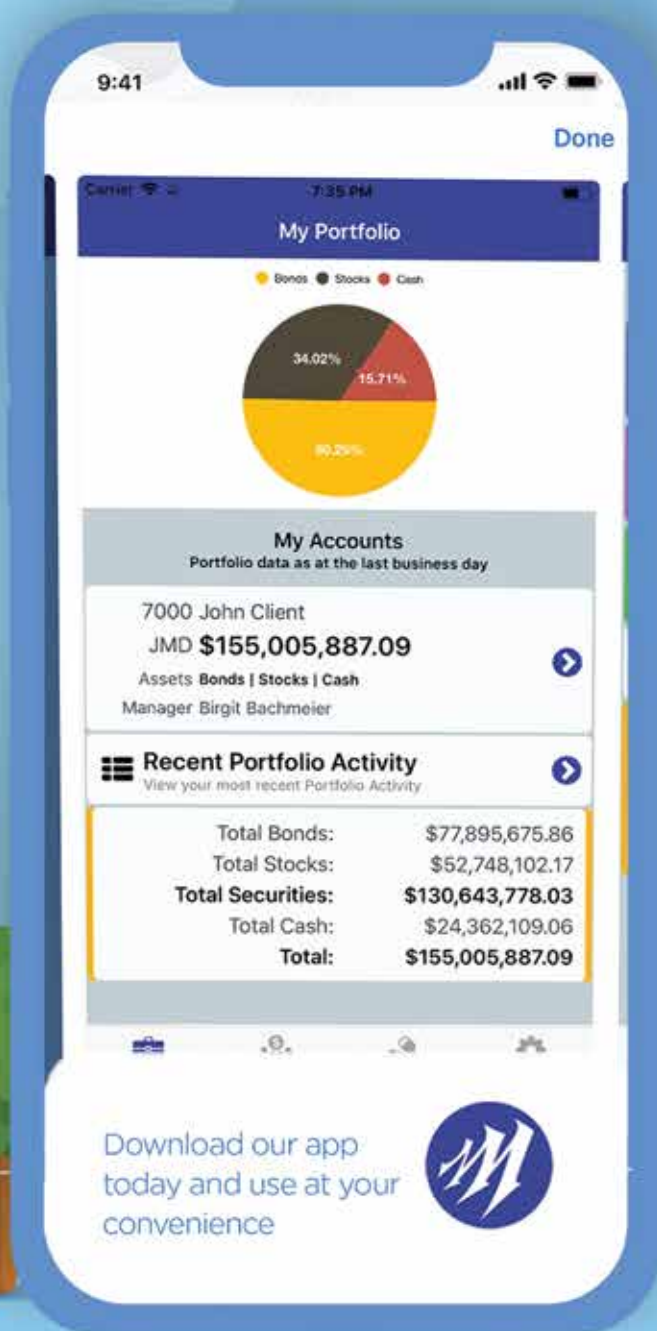 9:41
Done
Carrier 7:35 PM
My Portfolio
Bonds Stocks Cash
34.02%
15.71%
50.25%
My Accounts
Portfolio data as at the last business day
7000 John Client
JMD $155,005,887.09
Assets Bonds | Stocks | Cash
Manager Birgit Bachmeier
Recent Portfolio Activity
View your most recent Portfolio Activity
Total Bonds: $77,895,675.86
Total Stocks: $52,748,102.17
Total Securities: $130,643,778.03
Total Cash: $24,362,109.06
Total: $155,005,887.09
Download our app
today and use at your
convenience